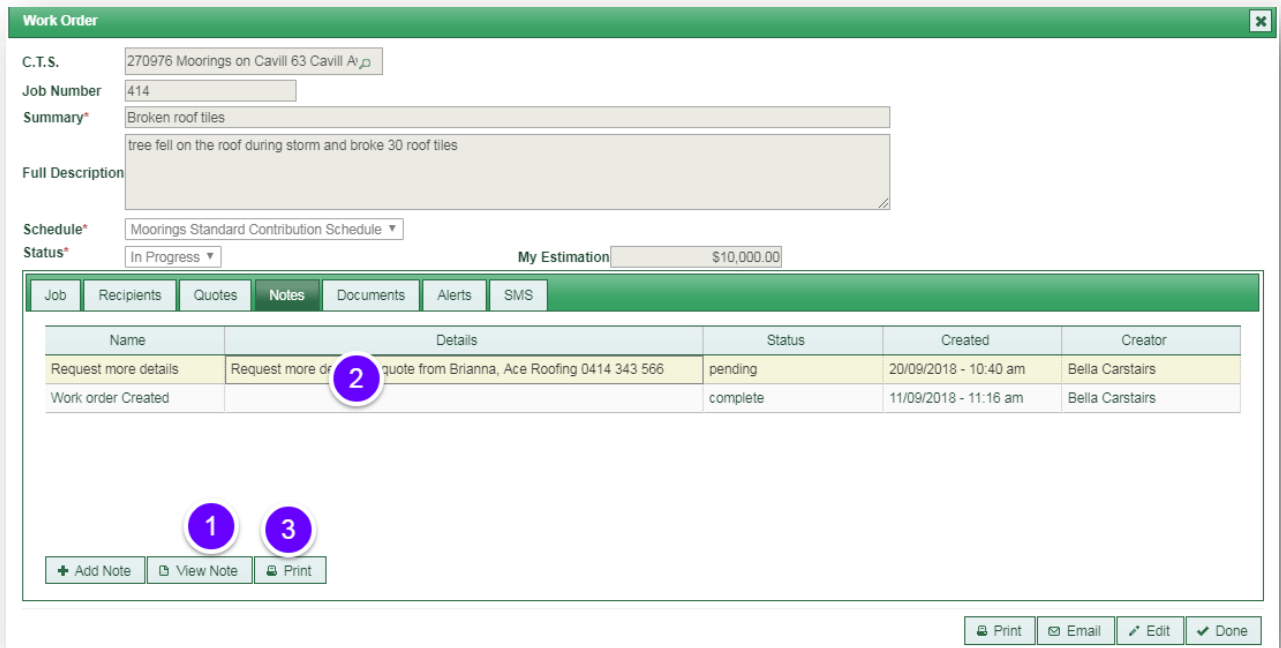 Work Order
C.T.S. 270976 Moorings on Cavill 63 Cavill
Job Number 414
Summary* Broken roof tiles
tree fell on the roof during storm and broke 30 roof tiles
Full Description
Schedule* Moorings Standard Contribution Schedule
Status* In Progress My Estimation $10,000.00
Job Recipients Quotes Notes Documents Alerts SMS
Name Details Status Created Creator
Request more details Request more quote from Brianna, Ace Roofing 0414 343 566 pending 20/09/2018 - 10:40 am Bella Carstairs
2
Work order Created complete 11/09/2018 - 11:16 am Bella Carstairs
1 3
Add Note View Note Print
Print Email Edit Done